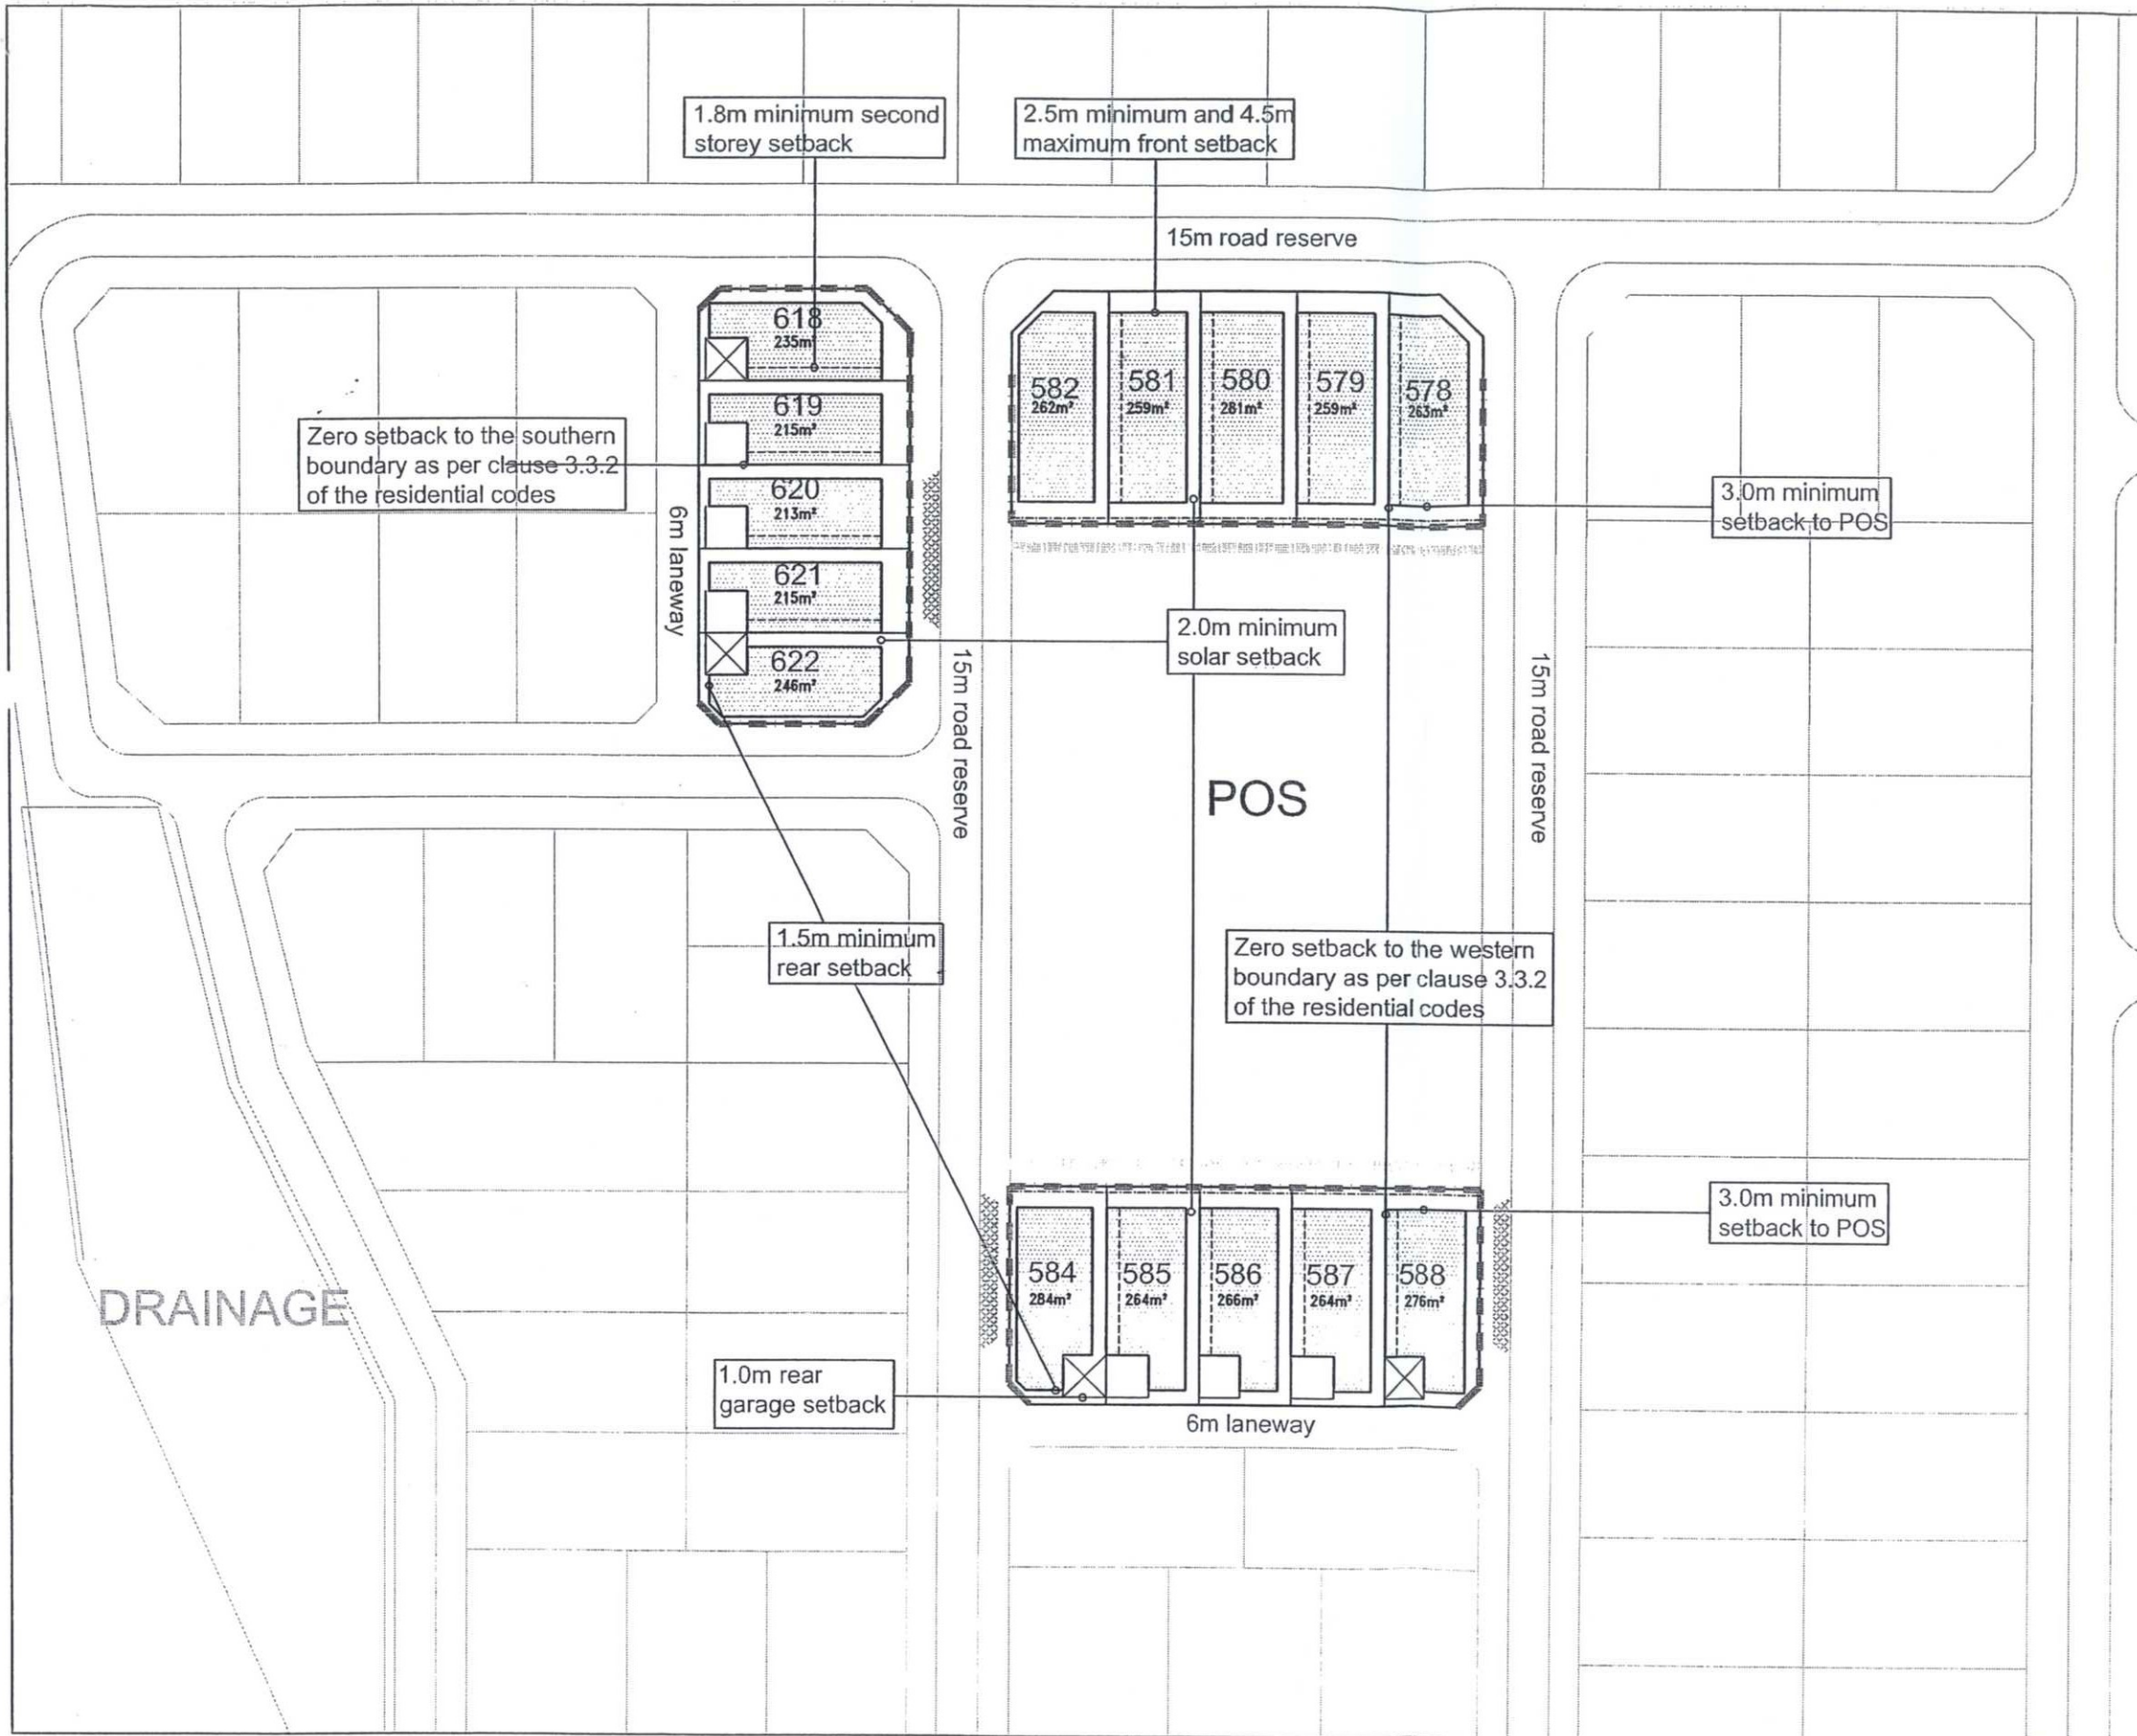 1.8m minimum second
storey setback
2.5m minimum and 4.5m
maximum front setback
15m road reserve
618
235m²
619
215m²
620
213m²
621
215m²
622
246m²
582
262m²
581
259m²
580
281m²
579
259m²
578
263m²
Zero setback to the southern
boundary as per clause 3.3.2
of the residential codes
6m laneway
3.0m minimum
setback to POS
2.0m minimum
solar setback
15m road reserve
15m road reserve
POS
1.5m minimum
rear setback
Zero setback to the western
boundary as per clause 3.3.2
of the residential codes
3.0m minimum
setback to POS
584
284m²
585
264m²
586
266m²
587
264m²
588
276m²
DRAINAGE
1.0m rear
garage setback
6m laneway